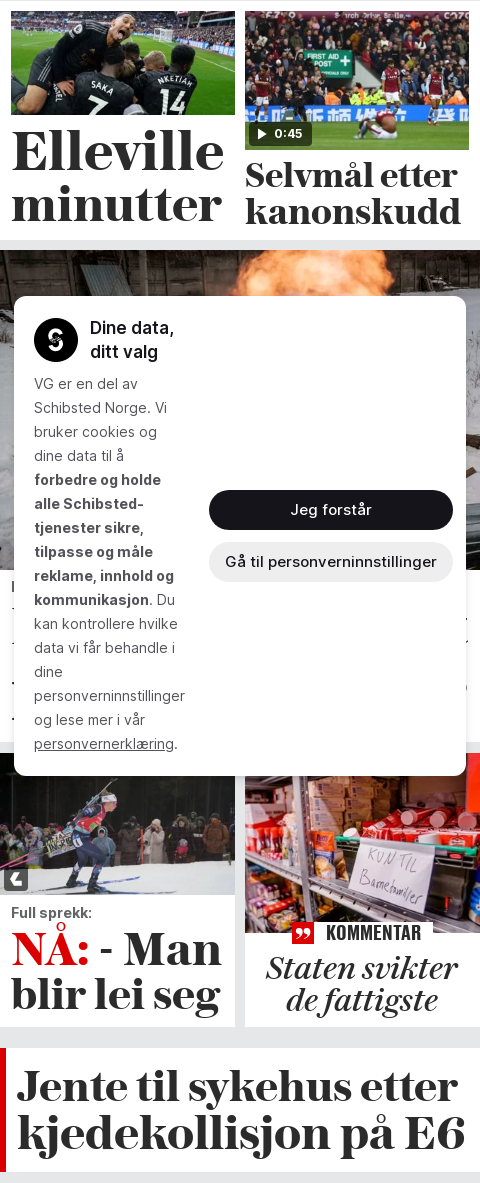 FIRST AID
POST
SAKA
7
NKETIAH
14
0:45
Elleville
minutter
Selvmål etter
kanonskudd
Dine data,
ditt valg
VG er en del av
Schibsted Norge. Vi
bruker cookies og
dine data til å
forbedre og holde
alle Schibsted-
tjenester sikre,
tilpasse og måle
reklame, innhold og
kommunikasjon. Du
kan kontrollere hvilke
data vi får behandle i
dine
personverninnstillinger
og lese mer i vår
personvernerklæring.
Jeg forstår
Gå til personverninnstillinger
Full sprekk:
NÅ: - Man
blir lei seg
KUN TIL
Barnefamilier
KOMMENTAR
Staten svikter
de fattigste
Jente til sykehus etter
kjedekollisjon på E6